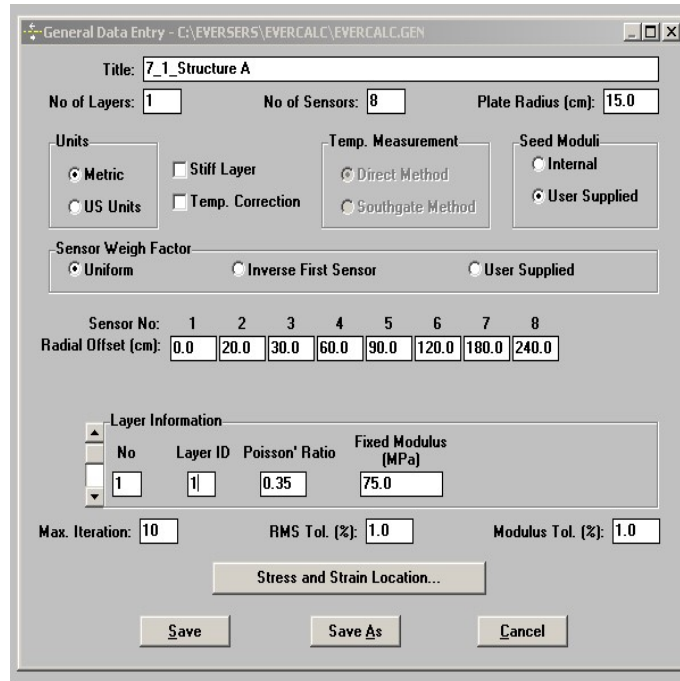 General Data Entry - C:\EVERSERS\EVERCALC\EVERCALC.GEN
Title: 7_1_Structure A
No of Layers: 1 No of Sensors: 8 Plate Radius (cm): 15.0
Units Temp. Measurement Seed Moduli
Metric Stiff Layer Direct Method Internal
US Units Temp. Correction Southgate Method User Supplied
Sensor Weigh Factor
Uniform Inverse First Sensor User Supplied
Sensor No: 1 2 3 4 5 6 7 8
Radial Offset (cm): 0.0 20.0 30.0 60.0 90.0 120.0 180.0 240.0
Layer Information
No Layer ID Poisson' Ratio Fixed Modulus
(MPa)
1 1 0.35 75.0
Max. Iteration: 10 RMS Tol. (%): 1.0 Modulus Tol. (%): 1.0
Stress and Strain Location...
Save Save As Cancel